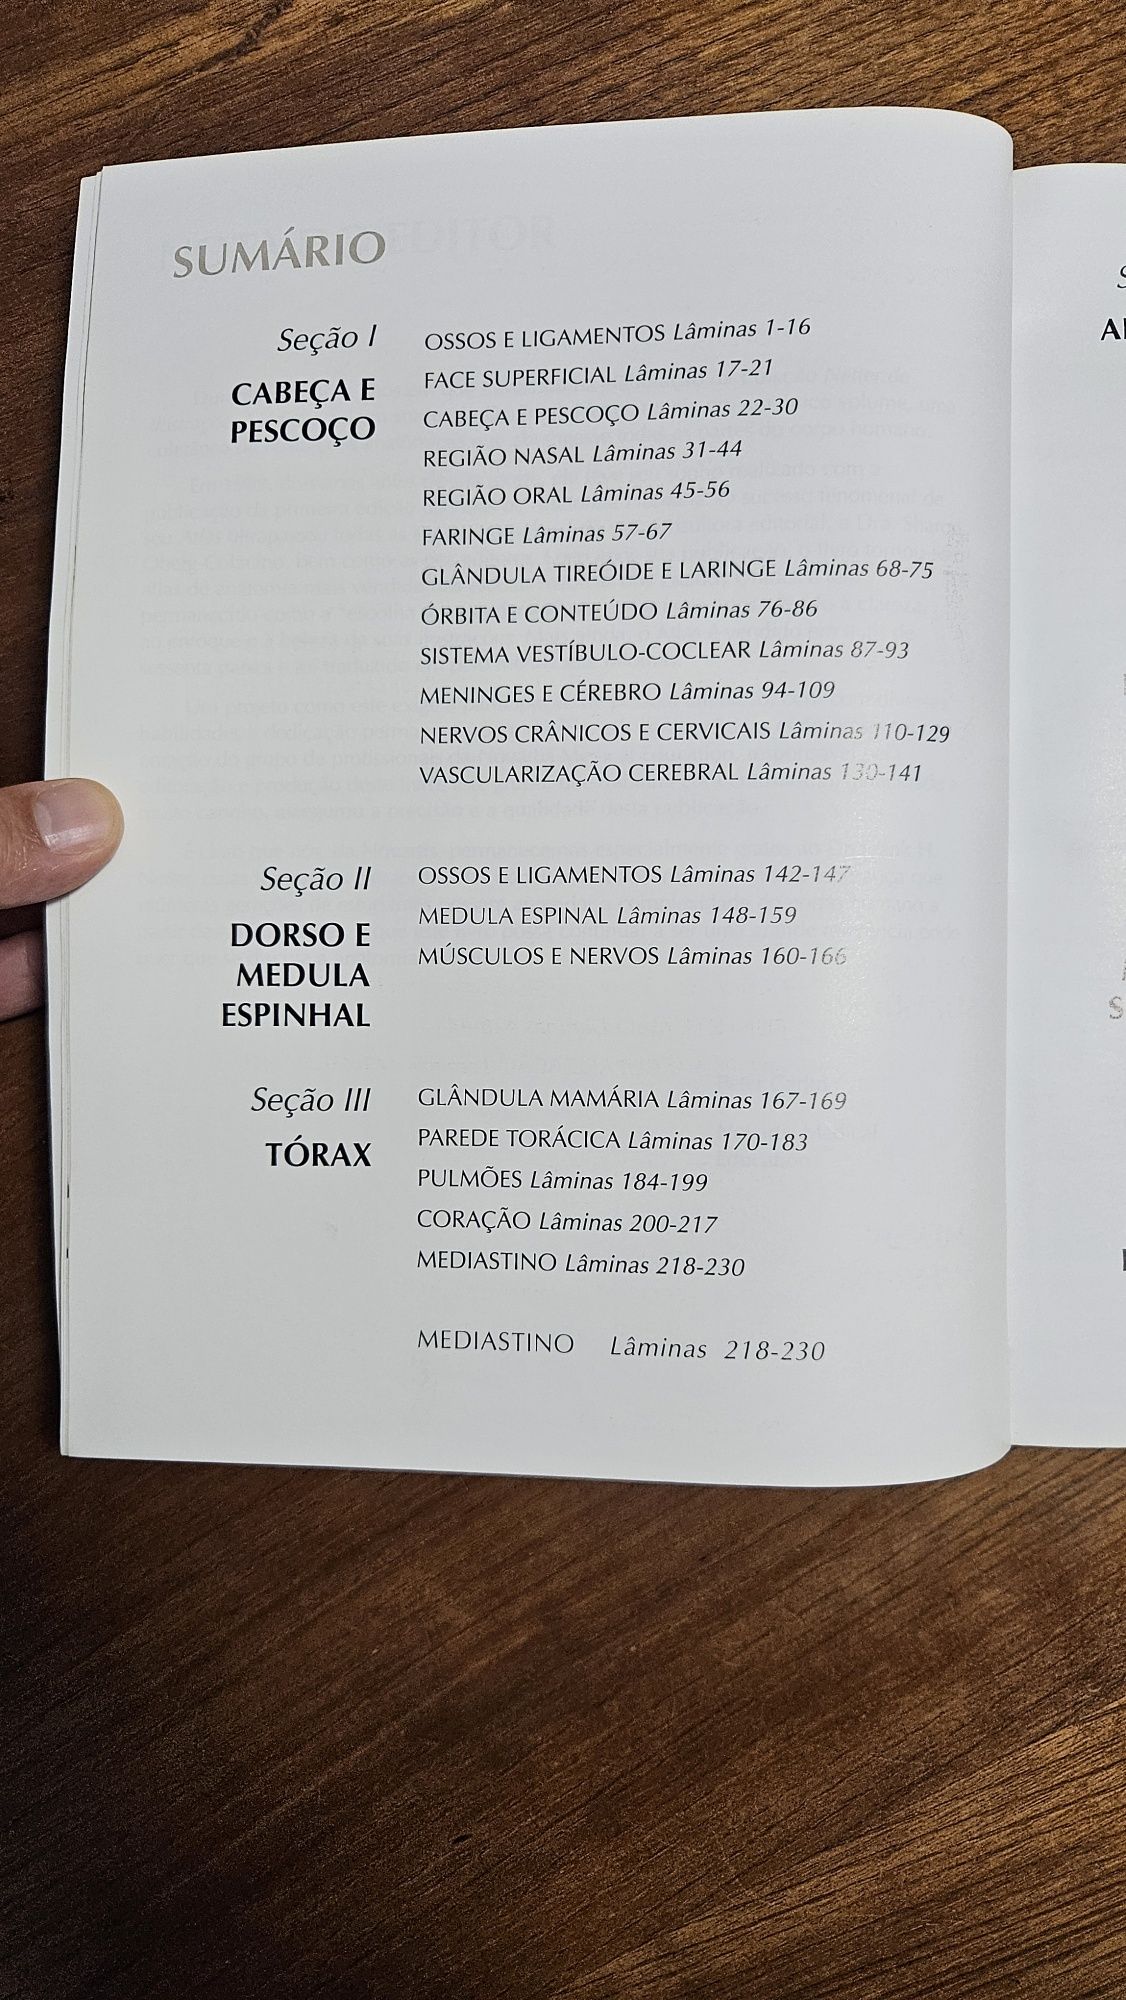 SUMÁRIO
Seção I
CABEÇA E
PESCOÇO
OSSOS E LIGAMENTOS Lâminas 1-16
FACE SUPERFICIAL Lâminas 17-21
CABEÇA E PESCOÇO Lâminas 22-30
REGIÃO NASAL Lâminas 31-44
REGIÃO ORAL Lâminas 45-56
FARINGE Lâminas 57-67
GLÂNDULA TIREÓIDE E LARINGE Lâminas 68-75
ÓRBITA E CONTEÚDO Lâminas 76-86
SISTEMA VESTÍBULO-COCLEAR Lâminas 87-93
MENINGES E CÉREBRO Lâminas 94-109
NERVOS CRÂNICOS E CERVICAIS Lâminas 110-129
VASCULARIZAÇÃO CEREBRAL Lâminas 130-141
Seção II
DORSO E
MEDULA
ESPINHAL
OSSOS E LIGAMENTOS Lâminas 142-147
MEDULA ESPINAL Lâminas 148-159
MÚSCULOS E NERVOS Lâminas 160-166
Seção III
TÓRAX
GLÂNDULA MAMÁRIA Lâminas 167-169
PAREDE TORÁCICA Lâminas 170-183
PULMÕES Lâminas 184-199
CORAÇÃO Lâminas 200-217
MEDIASTINO Lâminas 218-230
MEDIASTINO Lâminas 218-230